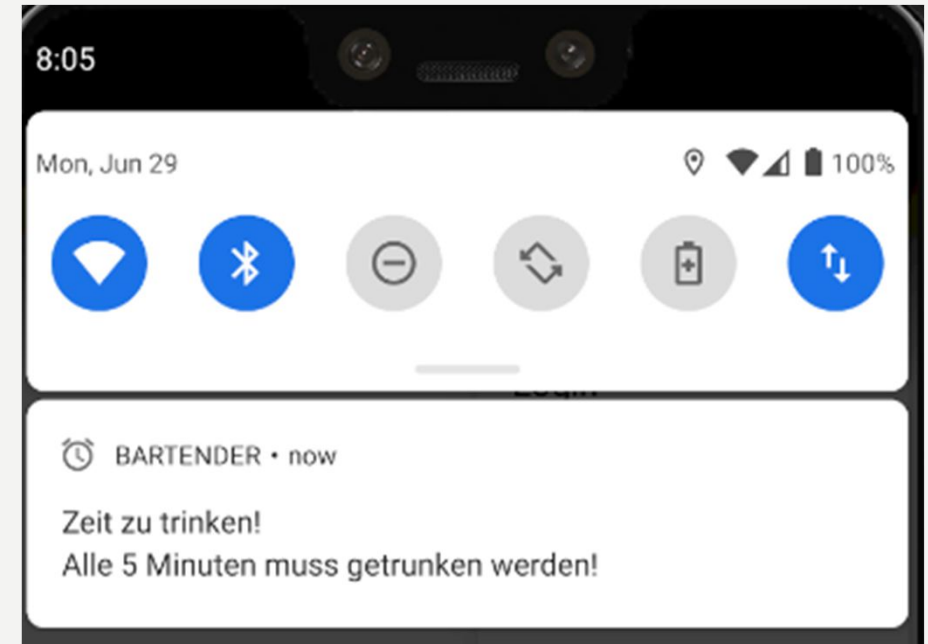 8:05
Mon, Jun 29
100%
BARTENDER • now
Zeit zu trinken!
Alle 5 Minuten muss getrunken werden!